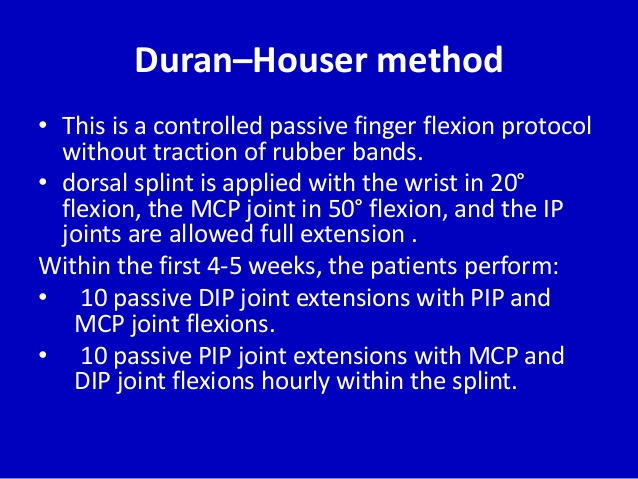 Duran–Houser method
• This is a controlled passive finger flexion protocol
without traction of rubber bands.
• dorsal splint is applied with the wrist in 20°
flexion, the MCP joint in 50° flexion, and the IP
joints are allowed full extension .
Within the first 4-5 weeks, the patients perform:
• 10 passive DIP joint extensions with PIP and
MCP joint flexions.
• 10 passive PIP joint extensions with MCP and
DIP joint flexions hourly within the splint.